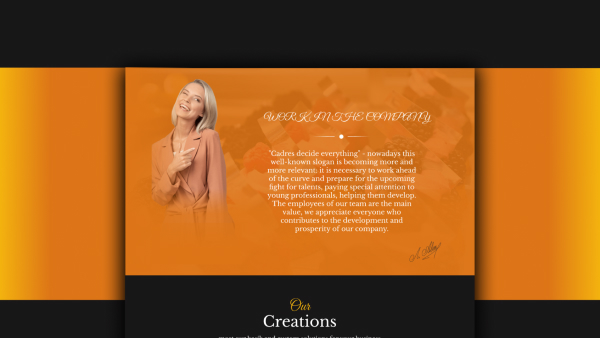 WORK IN THE COMPANY
"Cadres decide everything" - nowadays this
well-known slogan is becoming more and
more relevant; it is necessary to work ahead
of the curve and prepare for the upcoming
fight for talents, paying special attention to
young professionals, helping them develop.
The employees of our team are the main
value, we appreciate everyone who
contributes to the development and
prosperity of our company.
Our
Creations